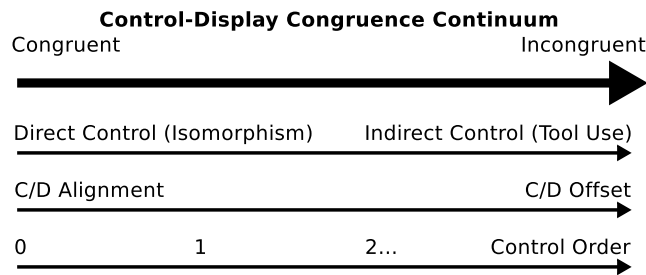 Control-Display Congruence Continuum
Congruent Incongruent
Direct Control (Isomorphism) Indirect Control (Tool Use)
C/D Alignment C/D Offset
0 1 2... Control Order